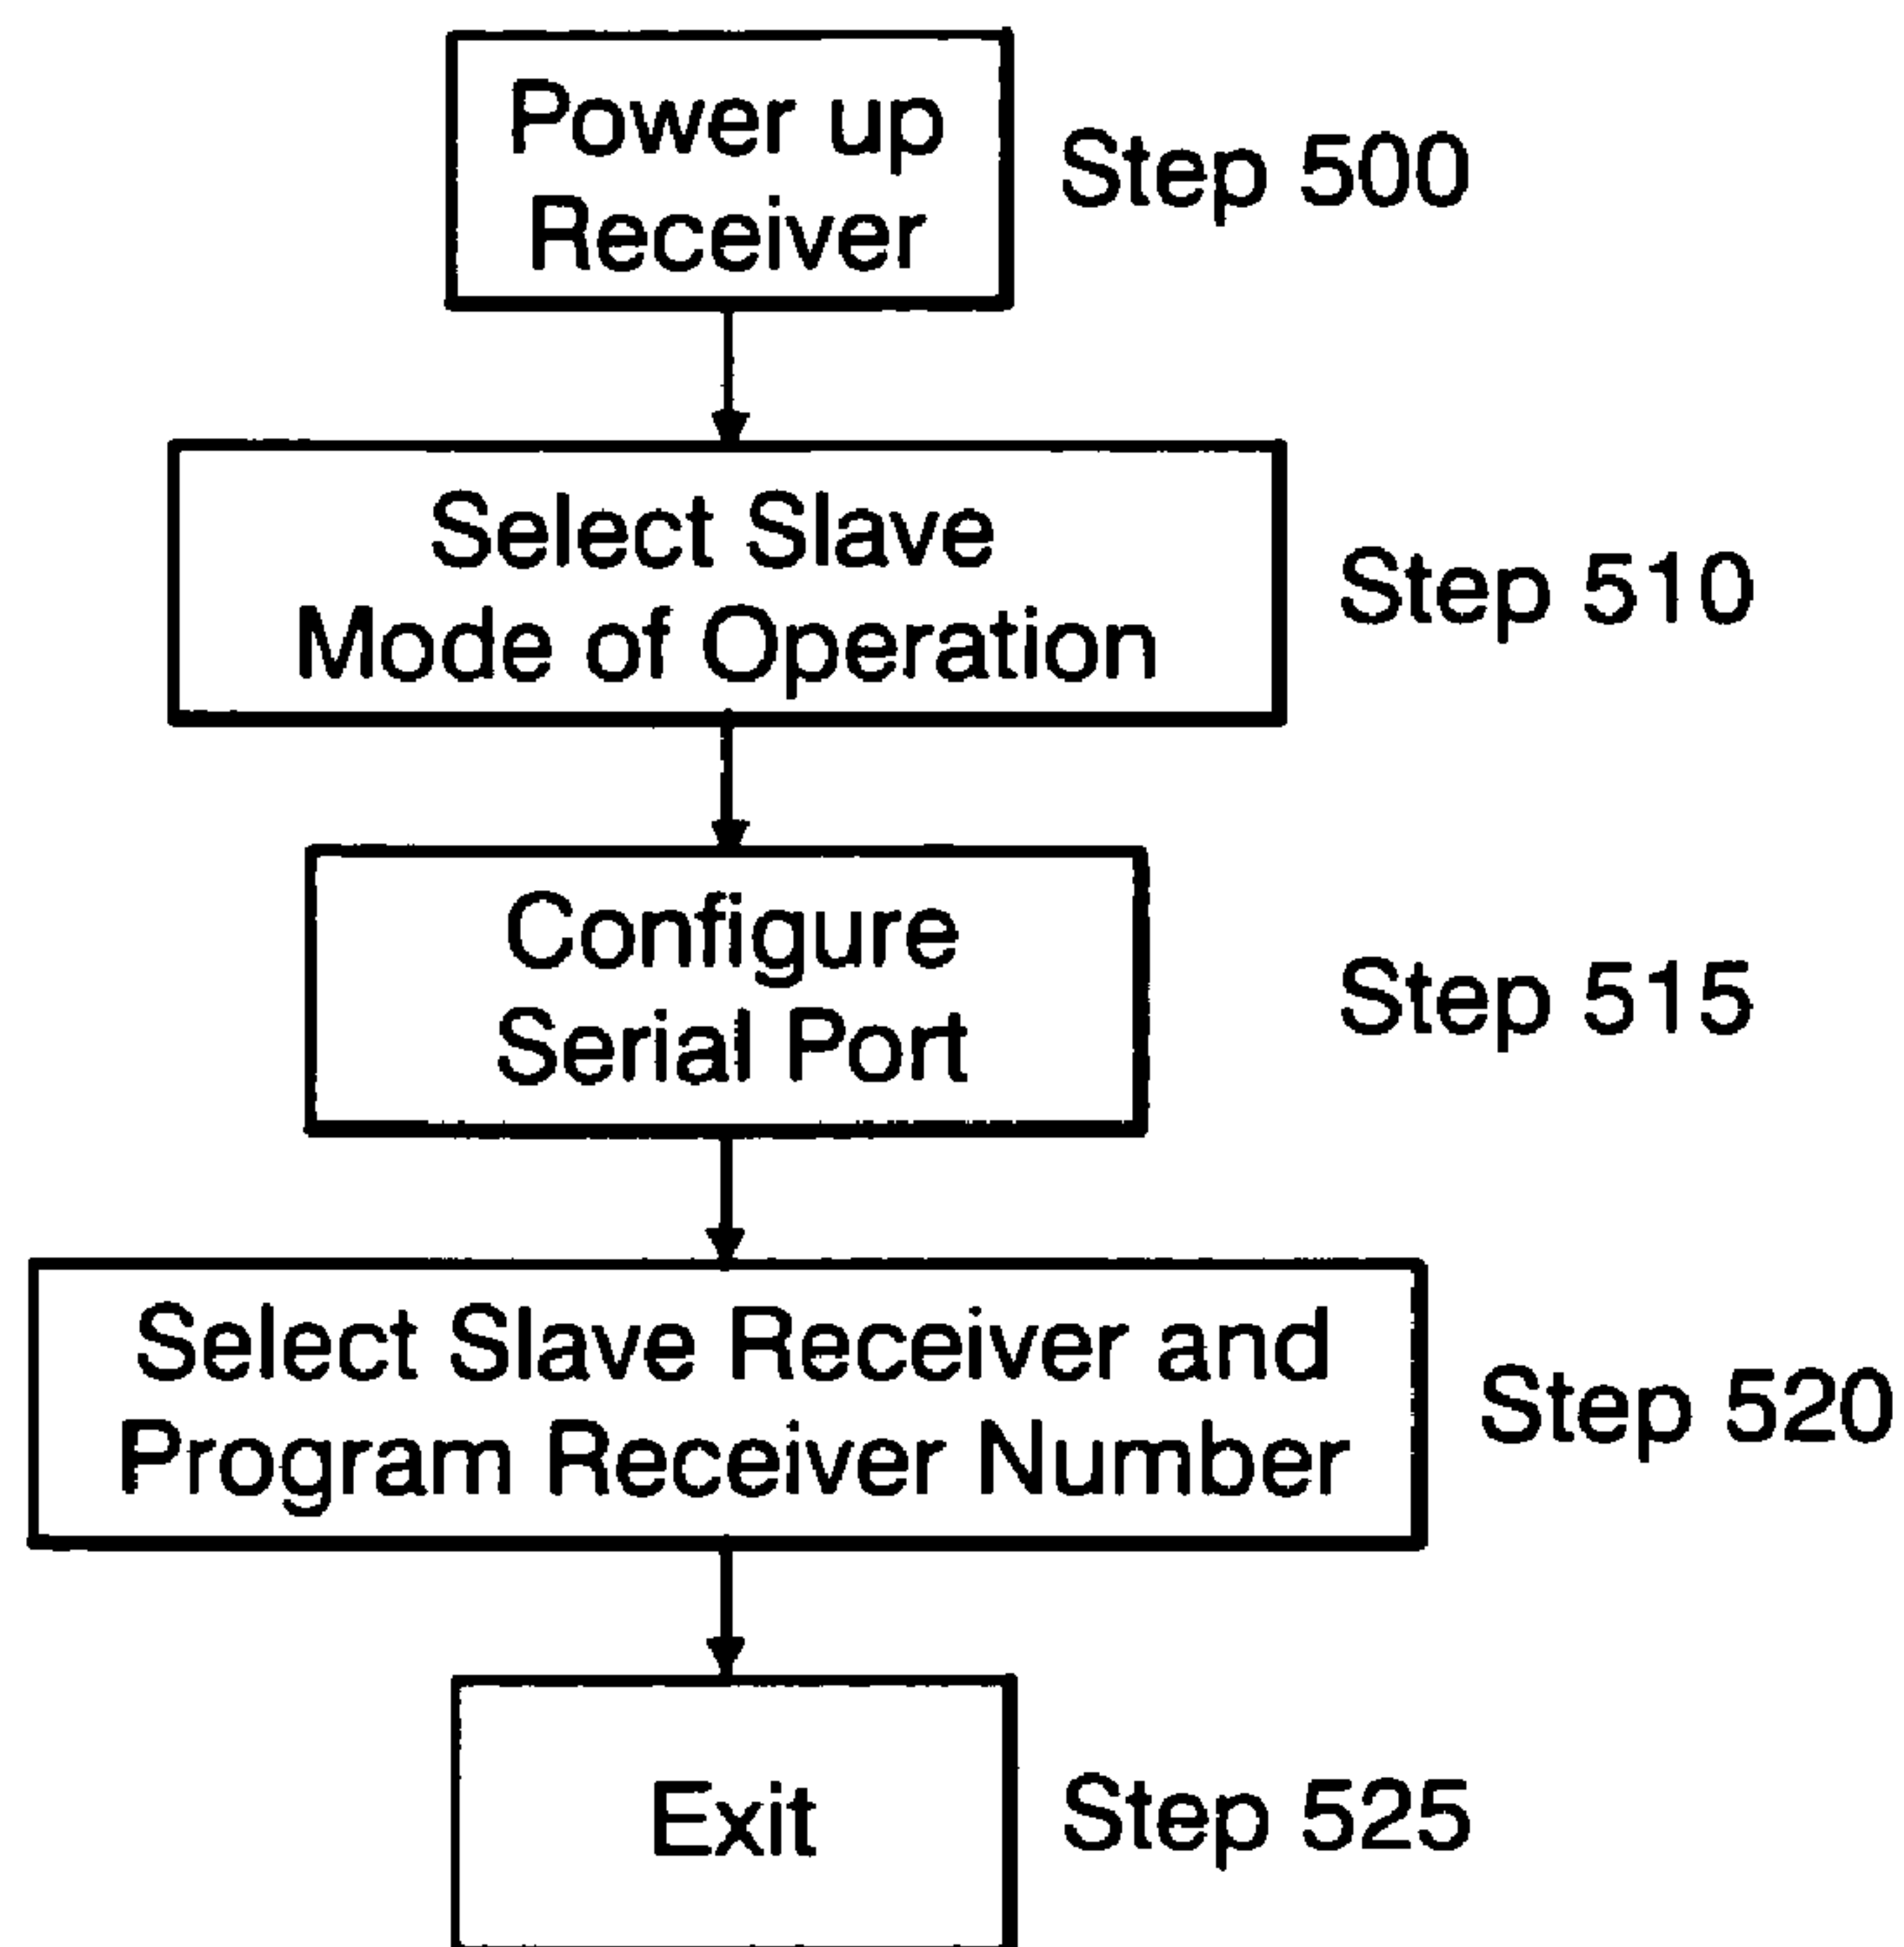 Power up
Receiver
Step 500
Select Slave
Mode of Operation
Step 510
Configure
Serial Port
Step 515
Select Slave Receiver and
Program Receiver Number
Step 520
Exit
Step 525